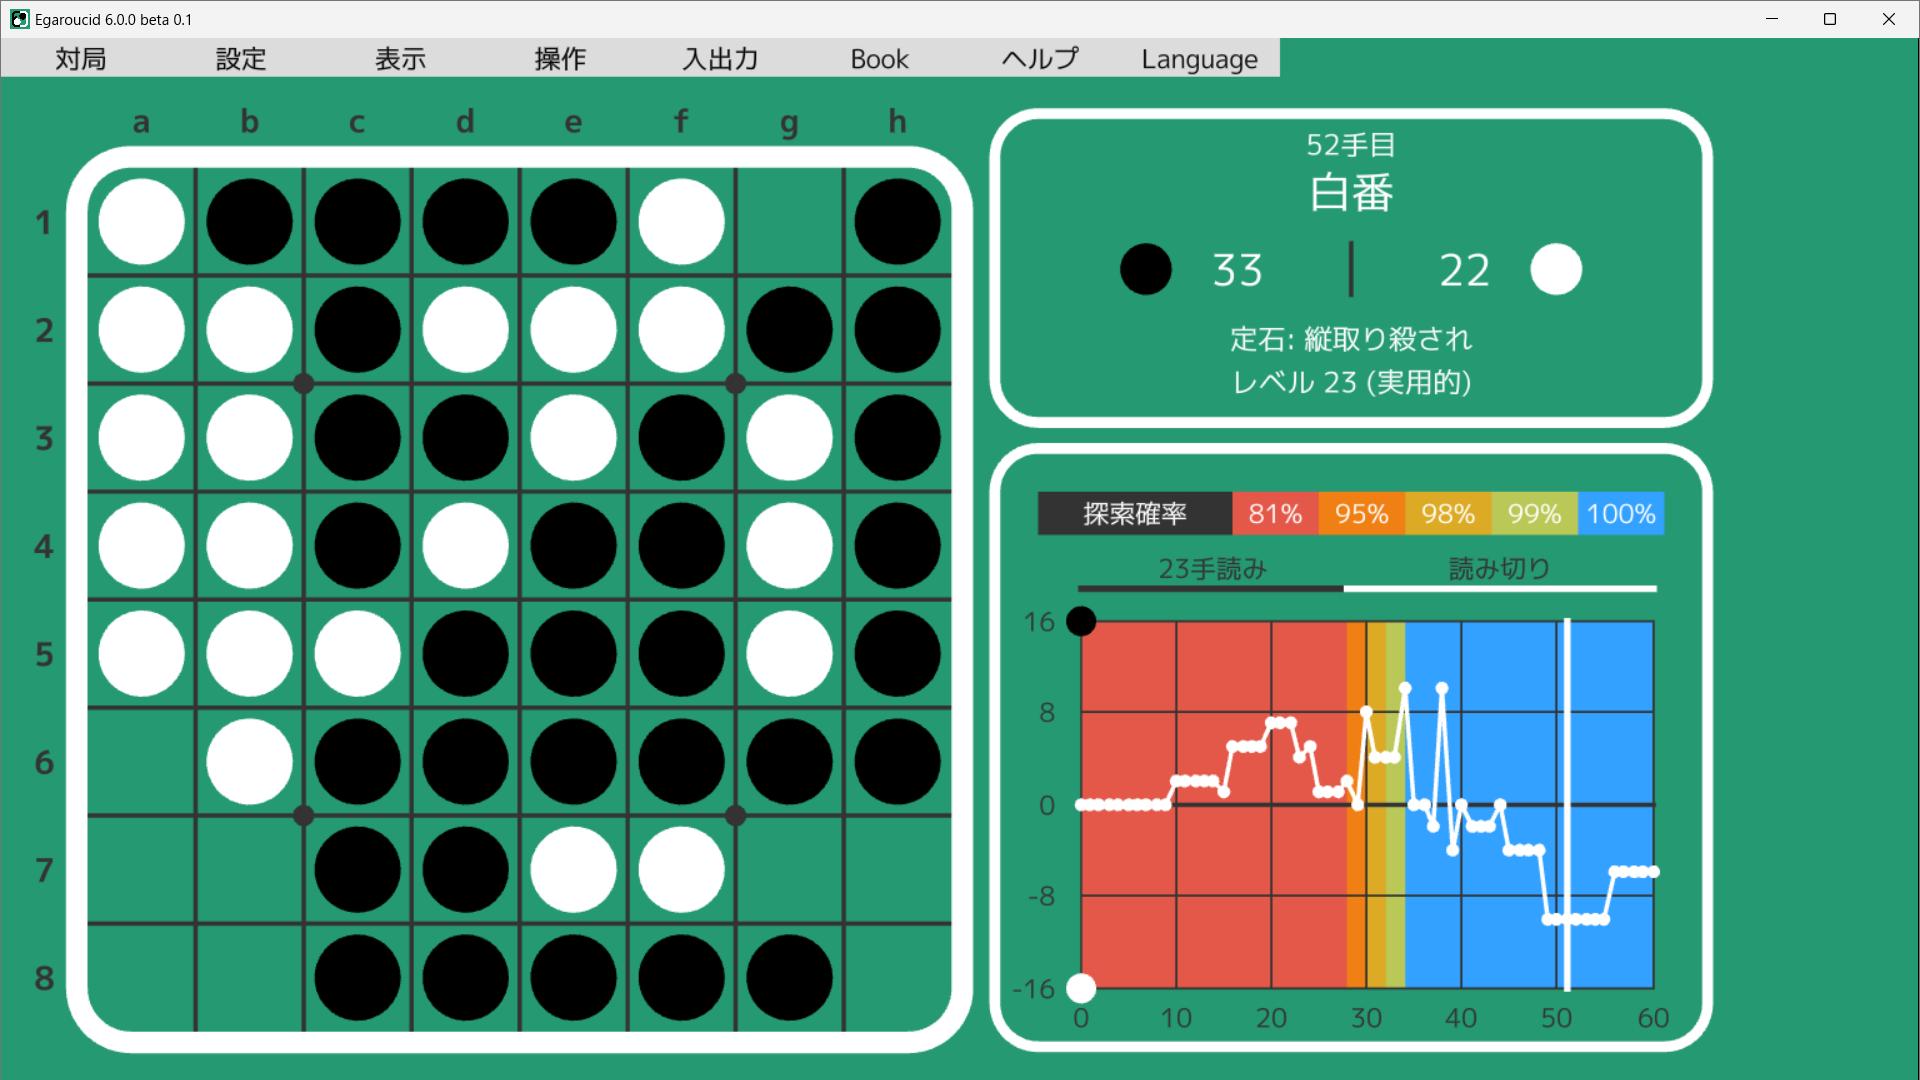 Egaroucid 6.0.0 beta 0.1
対局 設定 表示 操作 入出力 Book ヘルプ Language
a b c d e f g h
1
2
3
4
5
6
7
8
52手目
白番
33 22
定石: 縦取り殺され
レベル 23 (実用的)
探索確率 81% 95% 98% 99% 100%
23手読み 読み切り
16
8
0
-8
-16
0 10 20 30 40 50 60